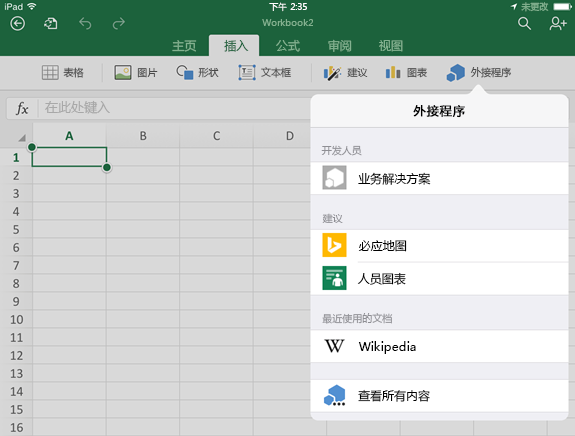 iPad 下午 2:35 未更改
Workbook2
主页 插入 公式 审阅 视图
表格 图片 形状 文本框 建议 图表 外接程序
fx 在此处键入
外接程序
A B C D
开发人员
业务解决方案
建议
必应地图
人员图表
最近使用的文档
Wikipedia
查看所有内容
1
2
3
4
5
6
7
8
9
10
11
12
13
14
15
16